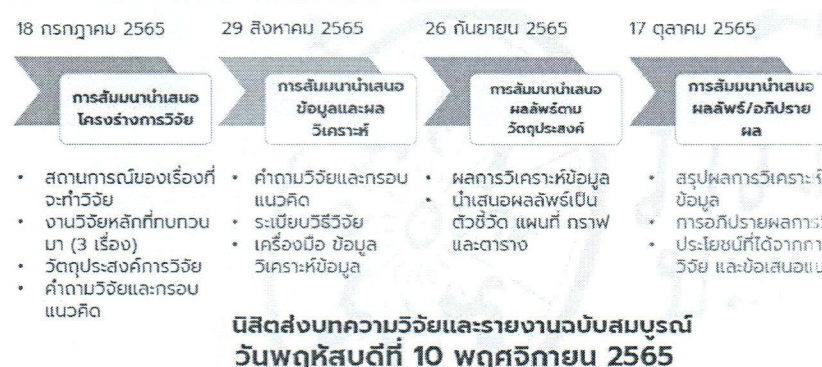 18 กรกฎาคม 2565
29 สิงหาคม 2565
26 กันยายน 2565
17 ตุลาคม 2565
การสัมมนานำเสนอ
โครงร่างการวิจัย
การสัมมนานำเสนอ
ข้อมูลและผล
วิเคราะห์
การสัมมนานำเสนอ
ผลลัพธ์ตาม
วัตถุประสงค์
การสัมมนานำเสนอ
ผลลัพธ์/อภิปราย
ผล
• สถานการณ์ของเรื่องที่
จะทำวิจัย
• งานวิจัยหลักที่ทบทวน
มา (3 เรื่อง)
• วัตถุประสงค์การวิจัย
• คำถามวิจัยและกรอบ
แนวคิด
• คำถามวิจัยและกรอบ
แนวคิด
• ระเบียบวิธีวิจัย
• เครื่องมือ ข้อมูล
วิเคราะห์ข้อมูล
• ผลการวิเคราะห์ข้อมูล
• นำเสนอผลลัพธ์เป็น
ตัวชี้วัด แผนที่ กราฟ
และตาราง
• สรุปผลการวิเคราะห์
ข้อมูล
• การอภิปรายผลการ
• ประโยชน์ที่ได้จาก
วิจัย และ
นิสิตส่งบทความวิจัยและรายงานฉบับสมบูรณ์
วันพฤหัสบดีที่ 10 พฤศจิกายน 2565